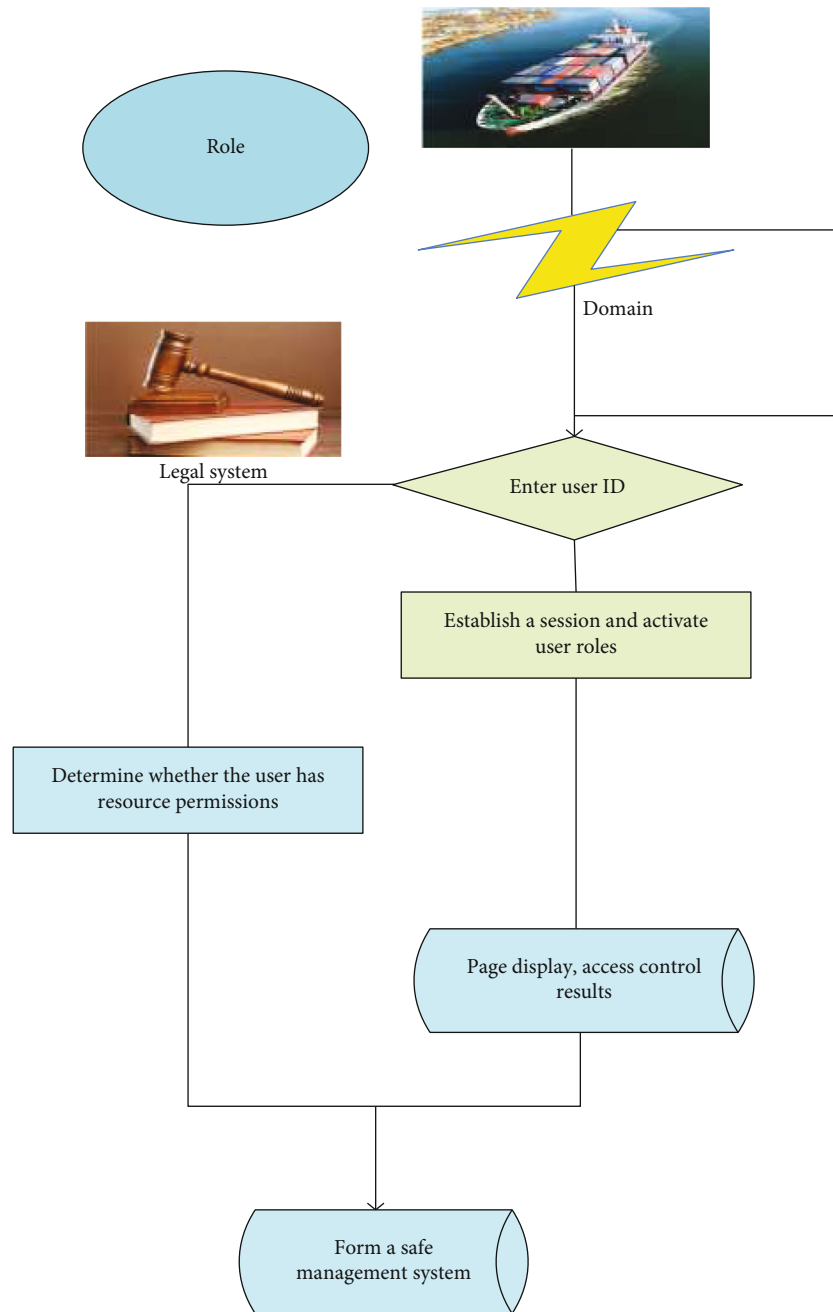 Role
Domain
Legal system
Enter user ID
Establish a session and activate
user roles
Determine whether the user has
resource permissions
Page display, access control
results
Form a safe
management system